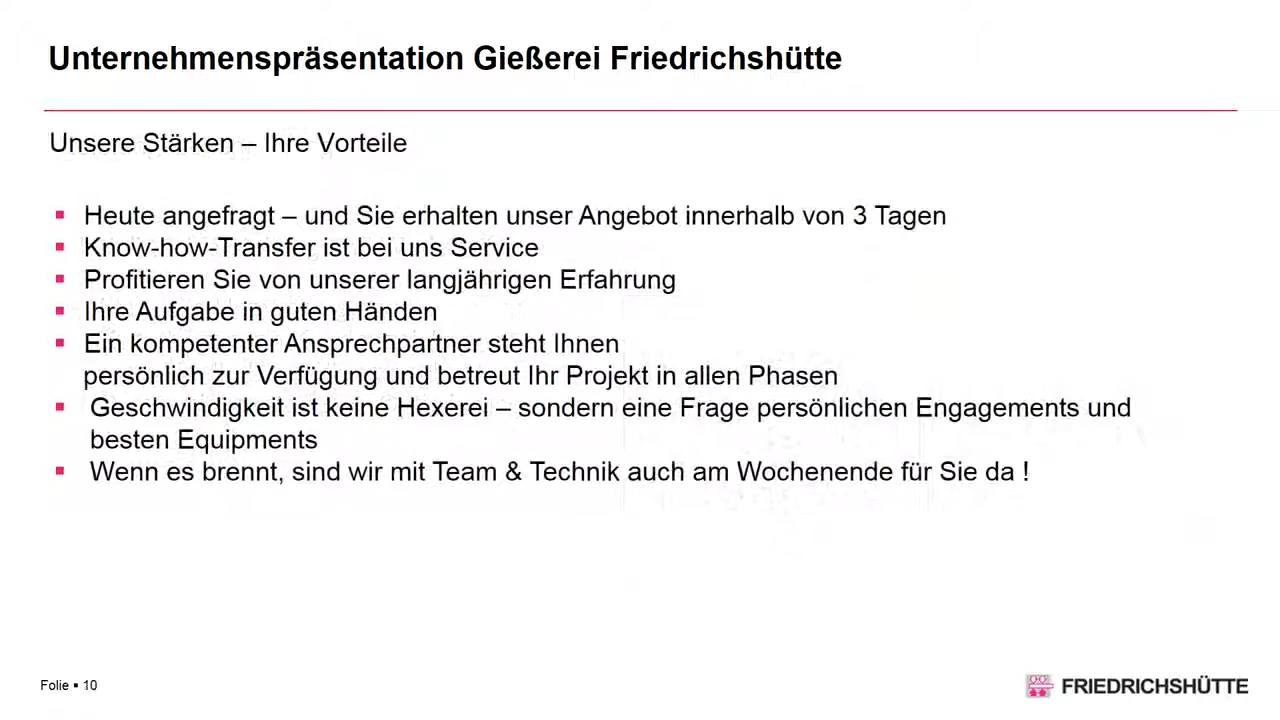 Unternehmenspräsentation Gießerei Friedrichshütte
Unsere Stärken – Ihre Vorteile
▪ Heute angefragt – und Sie erhalten unser Angebot innerhalb von 3 Tagen
▪ Know-how-Transfer ist bei uns Service
▪ Profitieren Sie von unserer langjährigen Erfahrung
▪ Ihre Aufgabe in guten Händen
▪ Ein kompetenter Ansprechpartner steht Ihnen
persönlich zur Verfügung und betreut Ihr Projekt in allen Phasen
▪ Geschwindigkeit ist keine Hexerei – sondern eine Frage persönlichen Engagements und
besten Equipments
▪ Wenn es brennt, sind wir mit Team & Technik auch am Wochenende für Sie da !
Folie ▪ 10
FRIEDRICHSHÜTTE